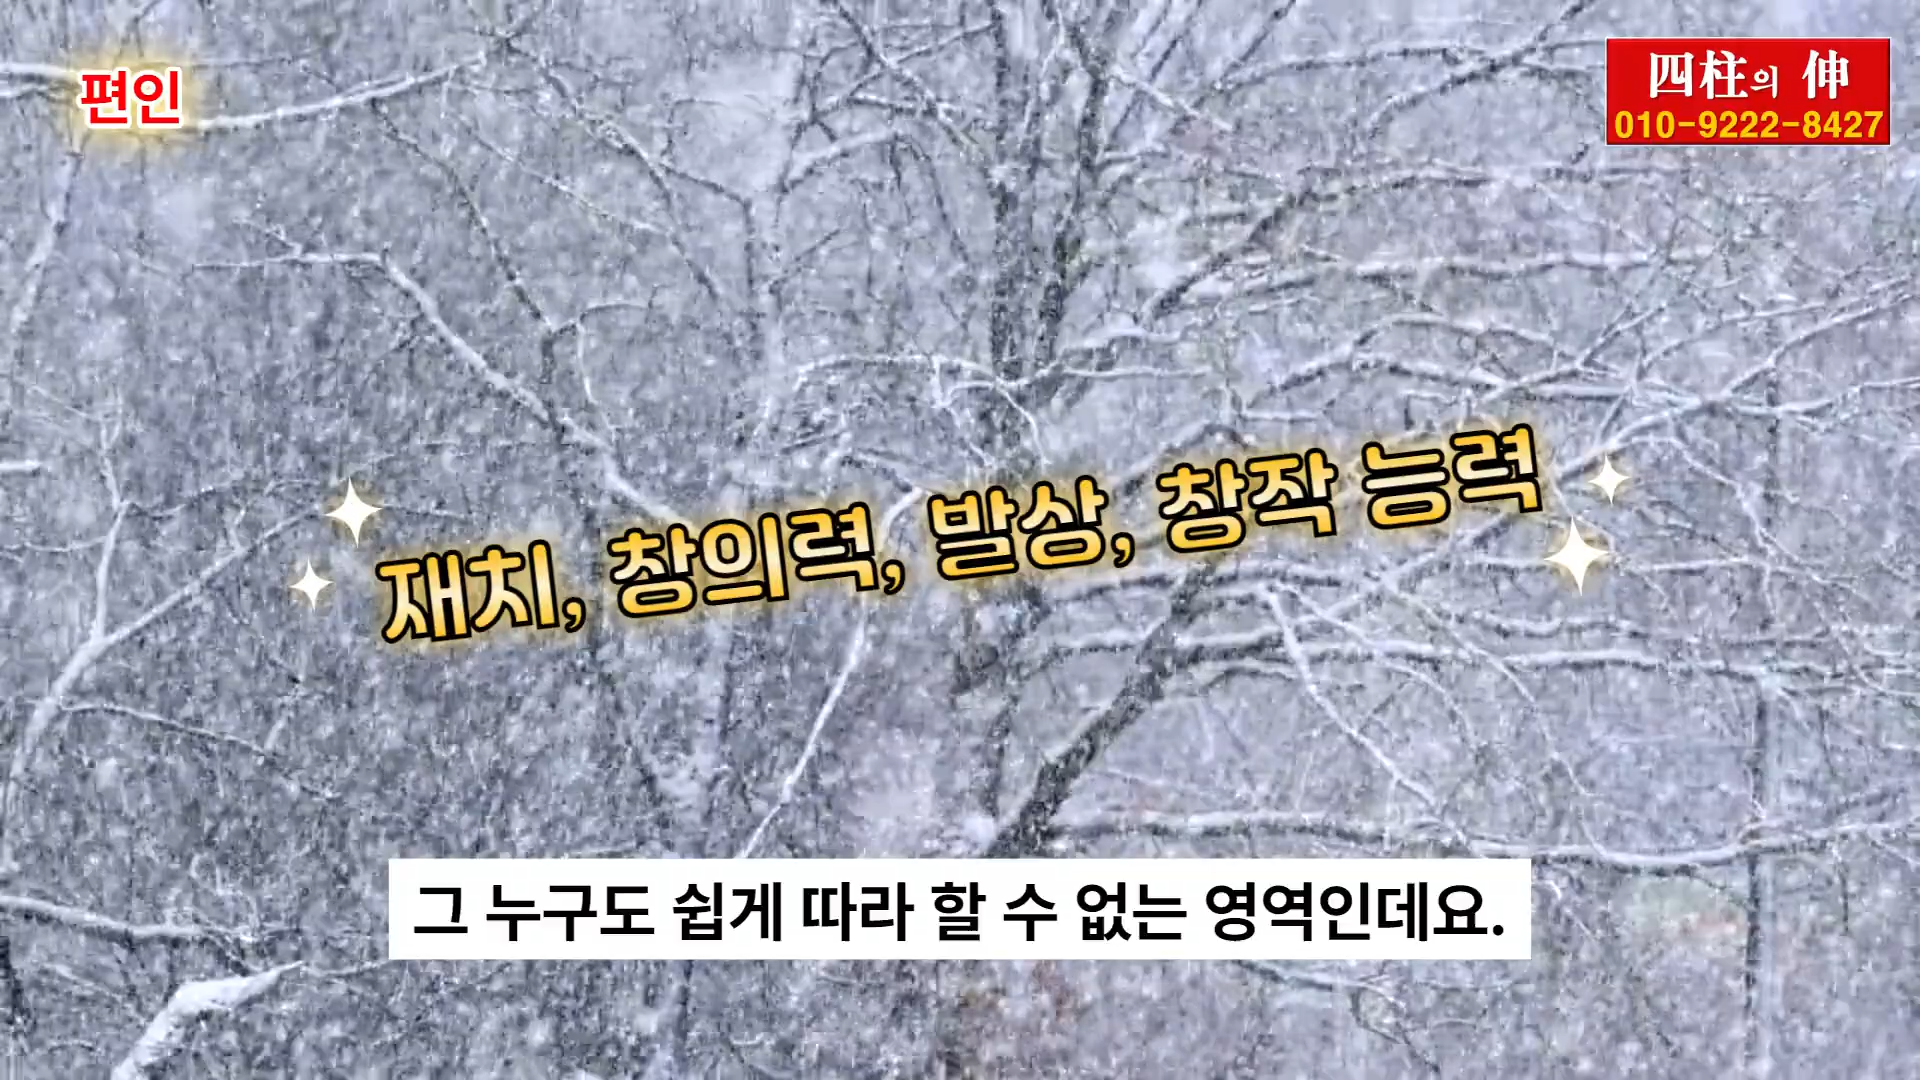 편인
四柱의 伸
010-9222-8427
재치, 창의력, 발상, 창작 능력
그 누구도 쉽게 따라 할 수 없는 영역인데요.